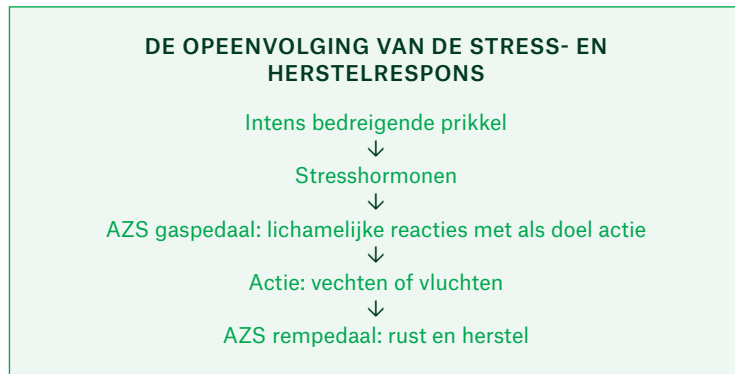 DE OPEENVOLGING VAN DE STRESS- EN
HERSTELRESPONS
Intens bedreigende prikkel
↓
Stresshormonen
↓
AZS gaspedaal: lichamelijke reacties met als doel actie
↓
Actie: vechten of vluchten
↓
AZS rempedaal: rust en herstel